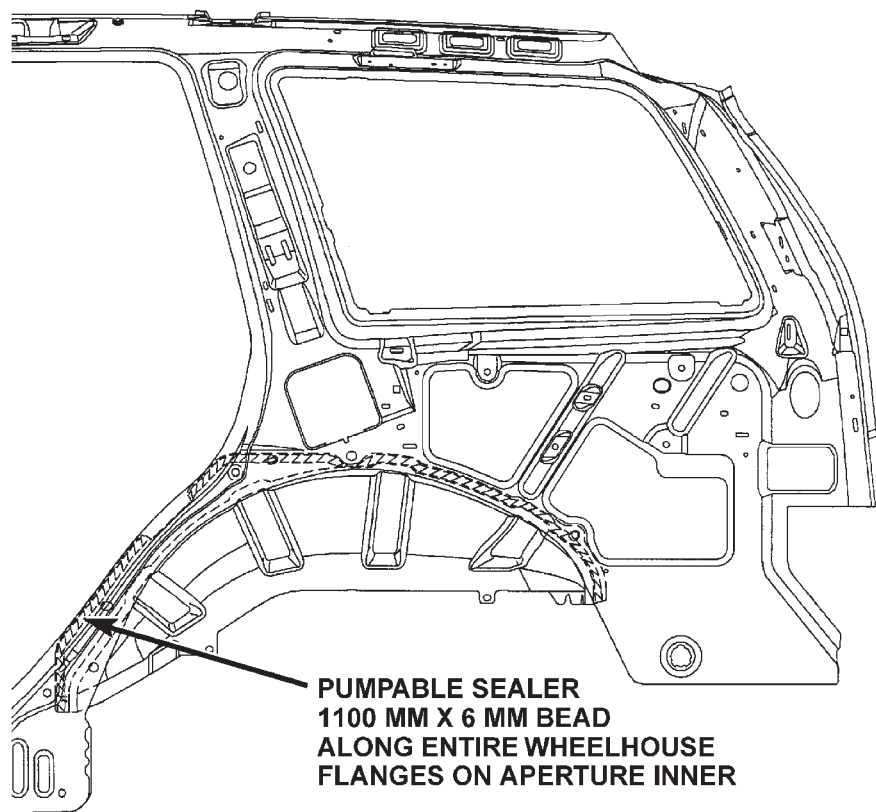 PUMPABLE SEALER
1100 MM X 6 MM BEAD
ALONG ENTIRE WHEELHOUSE
FLANGES ON APERTURE INNER